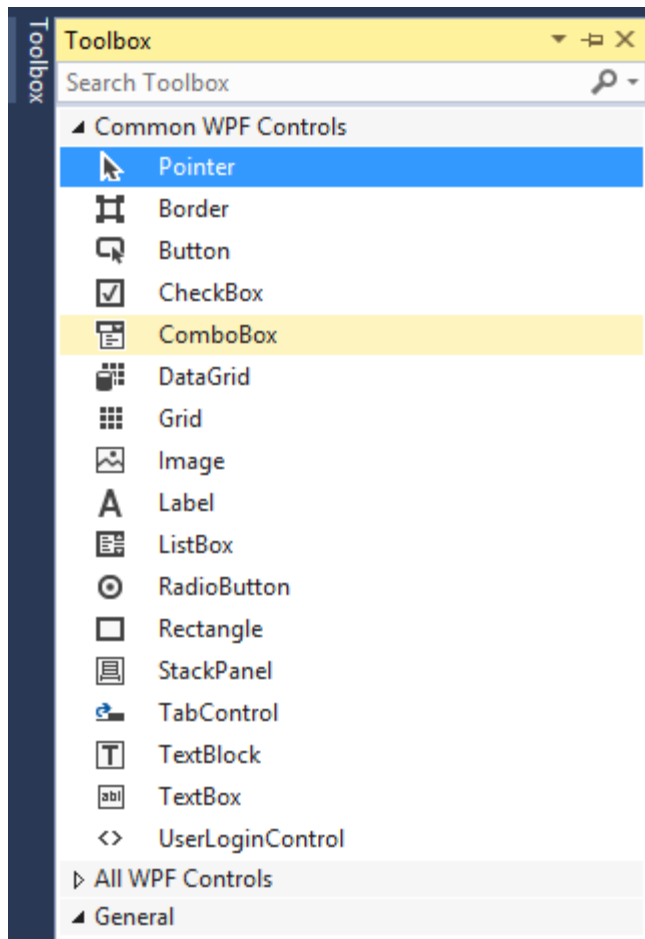 Toolbox
Toolbox
Search Toolbox
Common WPF Controls
Pointer
Border
Button
CheckBox
ComboBox
DataGrid
Grid
Image
A Label
ListBox
RadioButton
Rectangle
StackPanel
TabControl
T TextBlock
abl TextBox
<> UserLoginControl
All WPF Controls
General